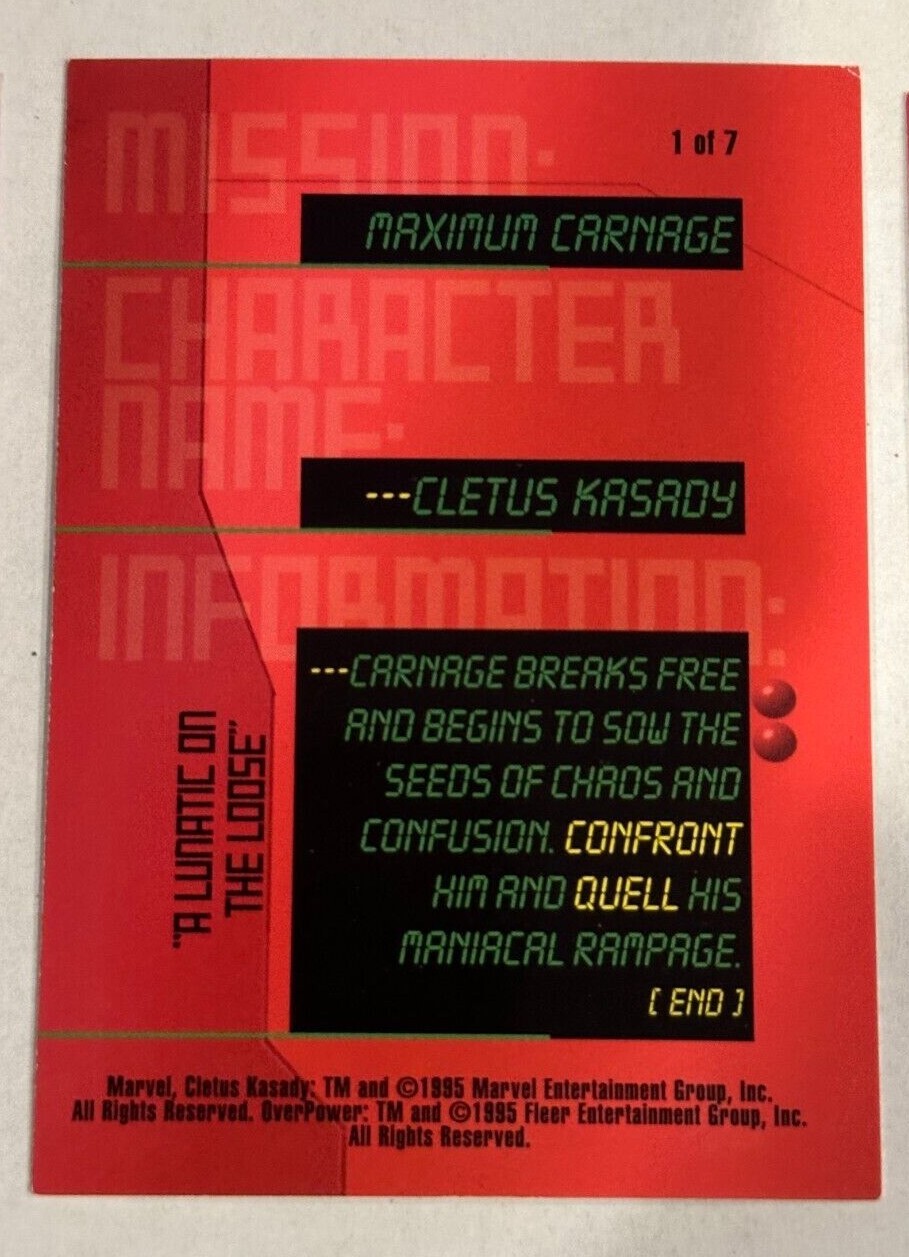 MISSION:
1 of 7
MAXIMUM CARNAGE
CHARACTER
NAME:
---CLETUS KASADY
INFORMATION:
---CARNAGE BREAKS FREE
AND BEGINS TO SOW THE
SEEDS OF CHAOS AND
CONFUSION. CONFRONT
HIM AND QUELL HIS
MANIACAL RAMPAGE.
[END]
"A LUNATIC ON
THE LOOSE"
Marvel, Cletus Kasady: TM and ©1995 Marvel Entertainment Group, Inc.
All Rights Reserved. OverPower: TM and ©1995 Fleer Entertainment Group, Inc.
All Rights Reserved.